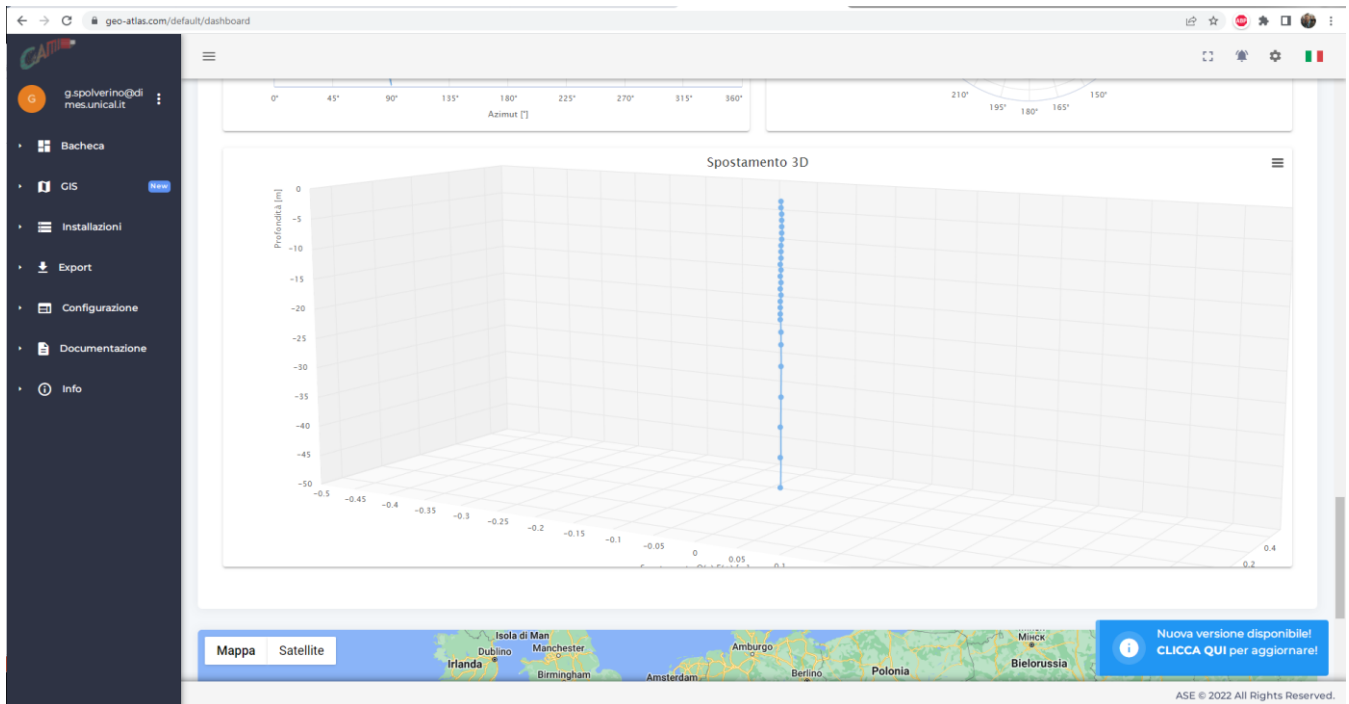 geo-atlas.com/default/dashboard
ABP
G
g.spolverino@di
mes.unical.it
Bacheca
GIS
New
Installazioni
Export
Configurazione
Documentazione
Info
0° 45° 90° 135° 180° 225° 270° 315° 360°
Azimut [°]
210° 195° 180° 165° 150°
Spostamento 3D
Profondità [m]
0
-5
-10
-15
-20
-25
-30
-35
-40
-45
-50
-0.5 -0.45 -0.4 -0.35 -0.3 -0.25 -0.2 -0.15 -0.1 -0.05 0 0.05 0.1
0.4
0.2
Mappa Satellite
Isola di Man
Dublino
Manchester
Irlanda
Birmingham
Amburgo
Amsterdam
Berlino
Polonia
Bielorussia
Nuova versione disponibile!
CLICCA QUI per aggiornare!
ASE © 2022 All Rights Reserved.